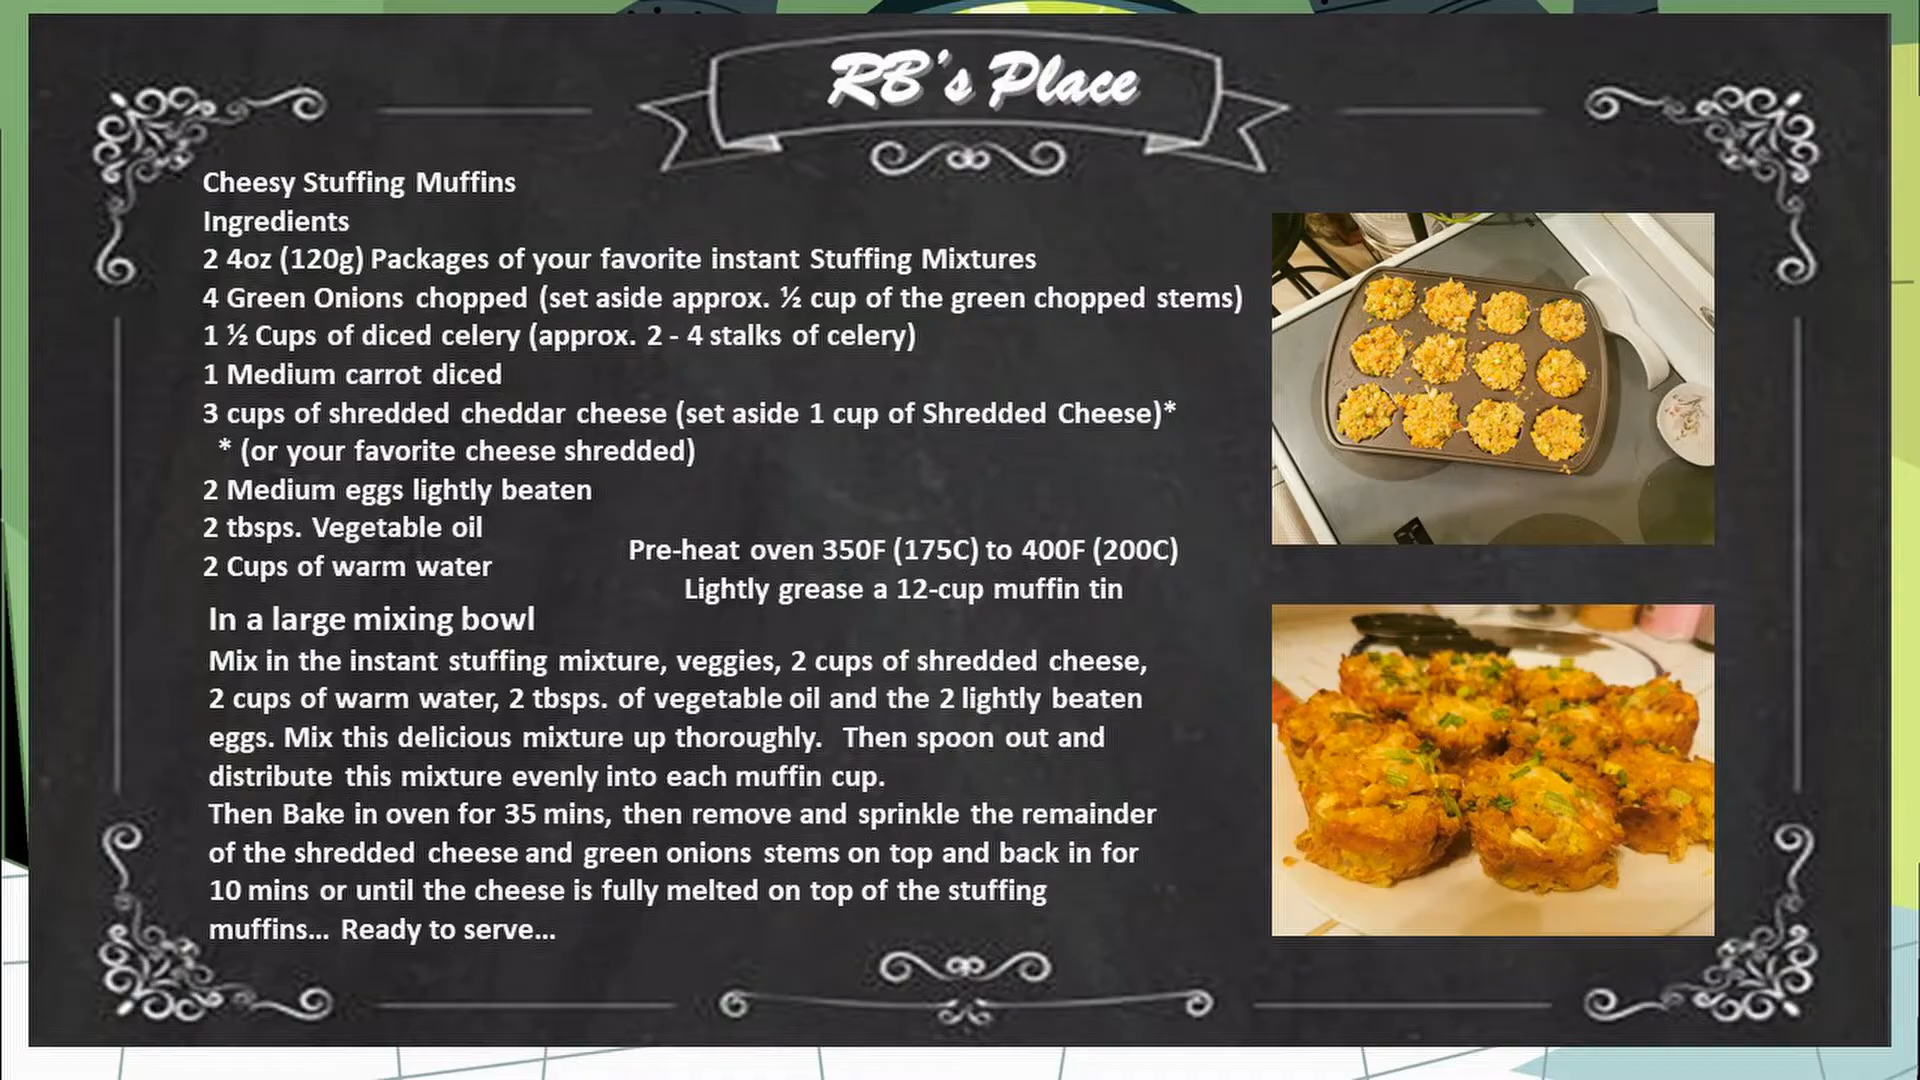 RB's Place
Cheesy Stuffing Muffins
Ingredients
2 4oz (120g) Packages of your favorite instant Stuffing Mixtures
4 Green Onions chopped (set aside approx. ½ cup of the green chopped stems)
1 ½ Cups of diced celery (approx. 2 - 4 stalks of celery)
1 Medium carrot diced
3 cups of shredded cheddar cheese (set aside 1 cup of Shredded Cheese)*
* (or your favorite cheese shredded)
2 Medium eggs lightly beaten
2 tbsps. Vegetable oil
2 Cups of warm water
Pre-heat oven 350F (175C) to 400F (200C)
Lightly grease a 12-cup muffin tin
In a large mixing bowl
Mix in the instant stuffing mixture, veggies, 2 cups of shredded cheese,
2 cups of warm water, 2 tbsps. of vegetable oil and the 2 lightly beaten
eggs. Mix this delicious mixture up thoroughly. Then spoon out and
distribute this mixture evenly into each muffin cup.
Then Bake in oven for 35 mins, then remove and sprinkle the remainder
of the shredded cheese and green onions stems on top and back in for
10 mins or until the cheese is fully melted on top of the stuffing
muffins... Ready to serve...